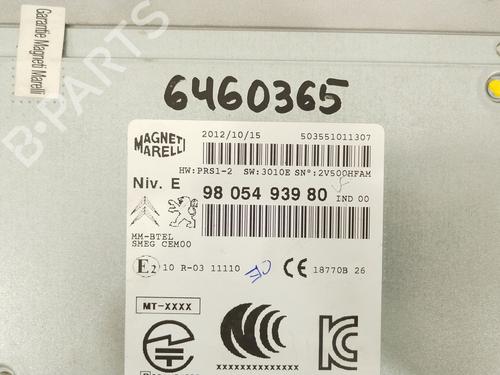 Garantie Magneti Marelli
6460365
B-PARTS
MAGNETI
MARELLI
2012/10/15
503551011307
HW:PRS1-2 SW:3010E SN°:2V500HFAM
Niv. E
98 054 939 80
IND 00
MM-BTEL
SMEG CEM00
E2 10 R-03 11110
CE 18770B 26
MT-XXXX
CCC
XXXXXXXXXXXXXX
KC